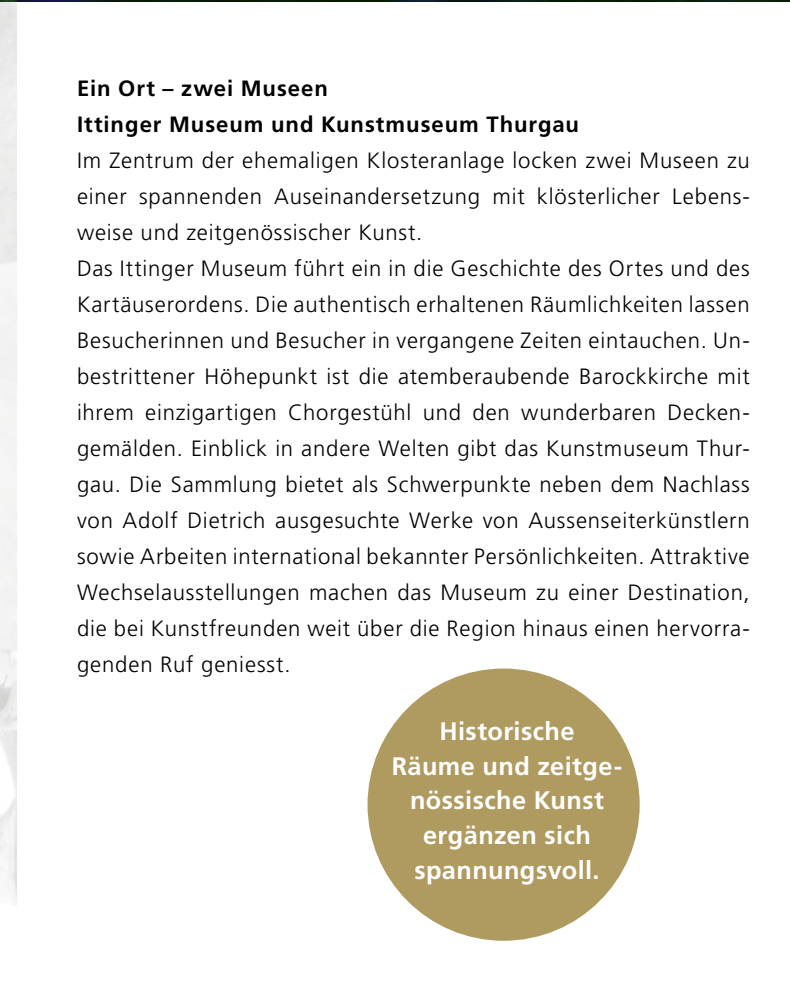 Ein Ort – zwei Museen
Ittinger Museum und Kunstmuseum Thurgau
Im Zentrum der ehemaligen Klosteranlage locken zwei Museen zu
einer spannenden Auseinandersetzung mit klösterlicher Lebens-
weise und zeitgenössischer Kunst.
Das Ittinger Museum führt ein in die Geschichte des Ortes und des
Kartäuserordens. Die authentisch erhaltenen Räumlichkeiten lassen
Besucherinnen und Besucher in vergangene Zeiten eintauchen. Un-
bestrittener Höhepunkt ist die atemberaubende Barockkirche mit
ihrem einzigartigen Chorgestühl und den wunderbaren Decken-
gemälden. Einblick in andere Welten gibt das Kunstmuseum Thur-
gau. Die Sammlung bietet als Schwerpunkte neben dem Nachlass
von Adolf Dietrich ausgesuchte Werke von Aussenseiterkünstlern
sowie Arbeiten international bekannter Persönlichkeiten. Attraktive
Wechselausstellungen machen das Museum zu einer Destination,
die bei Kunstfreunden weit über die Region hinaus einen hervorra-
genden Ruf geniesst.
Historische
Räume und zeitge-
nössische Kunst
ergänzen sich
spannungsvoll.